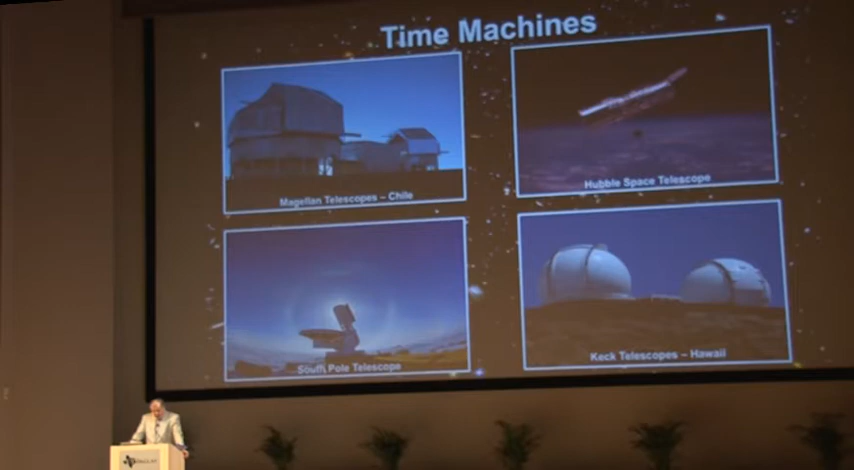 Time Machines
Magellan Telescopes – Chile
Hubble Space Telescope
South Pole Telescope
Keck Telescopes – Hawaii